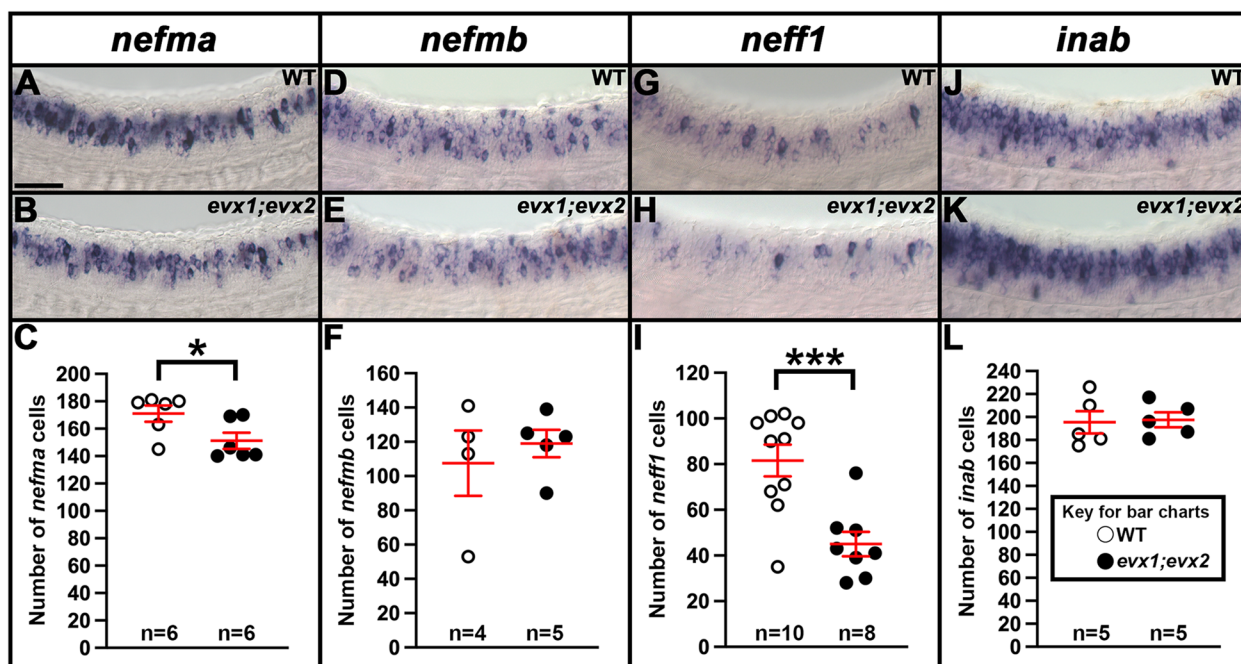 nefma nefmb neff1 inab
A WT D WT G WT J WT
B evx1;evx2 E evx1;evx2 H evx1;evx2 K evx1;evx2
C
*
Number of nefma cells
200
180
160
140
120
100
80
60
40
20
0
n=6 n=6
F
Number of nefmb cells
160
140
120
100
80
60
40
20
0
n=4 n=5
I
***
Number of neff1 cells
120
100
80
60
40
20
0
n=10 n=8
L
Number of inab cells
240
220
200
180
160
140
120
100
80
60
40
20
0
n=5 n=5
Key for bar charts
WT
evx1;evx2